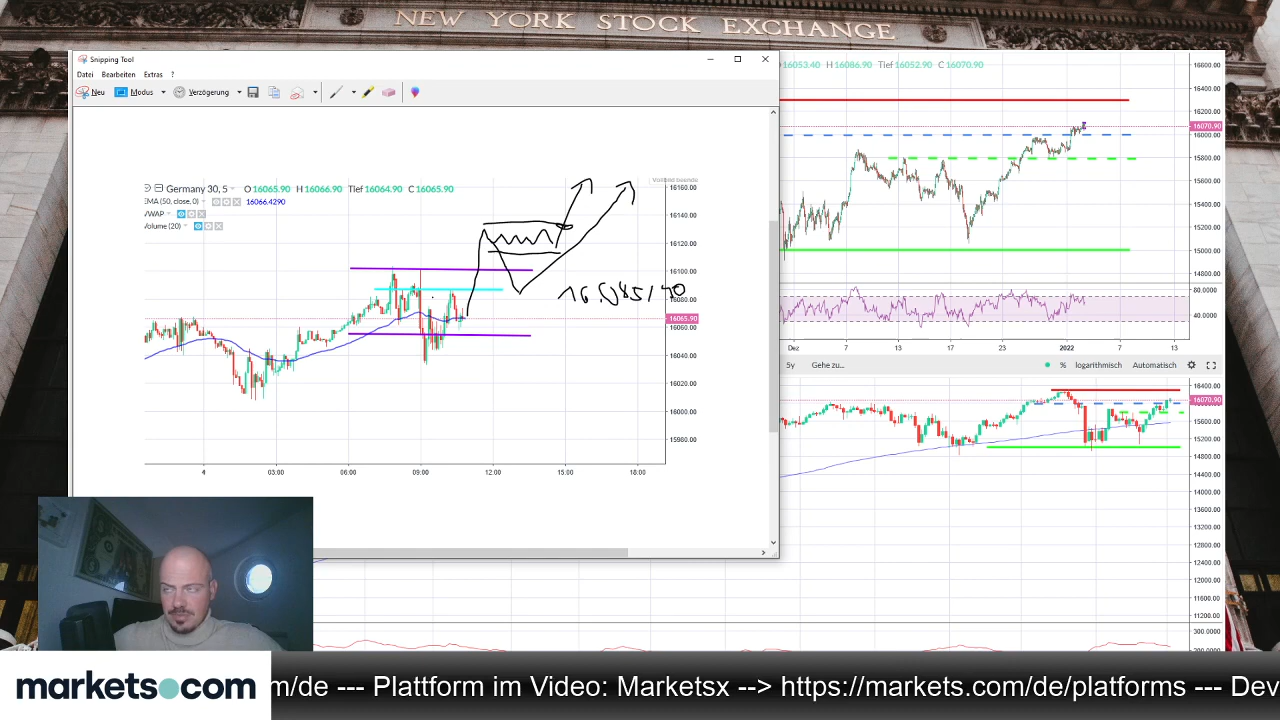 NEW YORK STOCK EXCHANGE
Snipping Tool
Datei Bearbeiten Extras ?
Neu Modus Verzögerung
Germany 30, 5 O 16065.90 H 16066.90 Tief 16064.90 C 16065.90
EMA (50, close, 0) 16066.4290
VWAP
Volume (20)
16160.00
16140.00
16120.00
16100.00
16080.00
16065.90
16060.00
16040.00
16020.00
16000.00
15980.00
15960.00
4 03:00 06:00 09:00 12:00 15:00 18:00
16053.40 H 16086.90 Tief 16052.90 C 16070.90
16600.00
16400.00
16200.00
16070.90
16000.00
15800.00
15600.00
15400.00
15200.00
15000.00
14800.00
80.0000
40.0000
Dez 7 13 17 23 2022 7 13
5y Gehe zu... % logarithmisch Automatisch
16400.00
16070.90
15600.00
15200.00
14800.00
14400.00
14000.00
13600.00
13200.00
12800.00
12400.00
12000.00
11600.00
11200.00
300.0000
markets.com
m/de --- Plattform im Video: Marketsx --> https://markets.com/de/platforms --- Dev